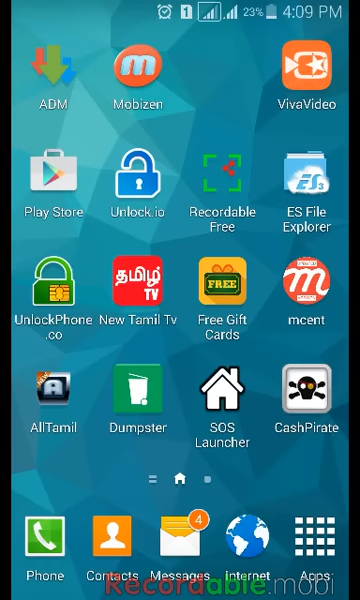 1
23%
4:09 PM
ADM
Mobizen
VivaVideo
Play Store
Unlock.io
Recordable
Free
ES File
Explorer
ES
3
தமிழ்
TV
FREE
UnlockPhone
.co
New Tamil Tv
Free Gift
Cards
mcent
AllTamil
Dumpster
SOS
Launcher
CashPirate
4
Phone
Contacts
Messages
Internet
Apps
Recordable.mobi